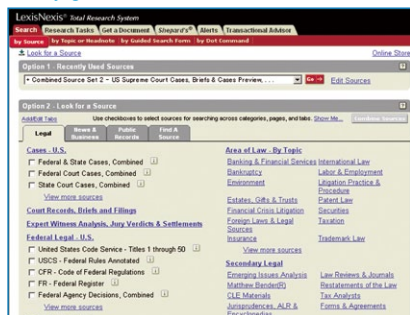 LexisNexis® Total Research System
Search Research Tasks Get a Document Shepard's® Alerts Transactional Advisor
by Source by Topic or Headnote by Guided Search Form by Dot Command
Look for a Source Online Store
Option 1 - Recently Used Sources
Combined Source Set 2 - US Supreme Court Cases, Briefs & Cases Preview, . . . Go → Edit Sources
Option 2 - Look for a Source
Add/Edit Tabs Use checkboxes to select sources for searching across categories, pages, and tabs. Show Me... Combine Sources
Legal News & Business Public Records Find A Source
Cases - U.S. Area of Law - By Topic
Federal & State Cases, Combined Banking & Financial Services International Law
Federal Court Cases, Combined Bankruptcy Labor & Employment
State Court Cases, Combined Environment Litigation Practice & Procedure
View more sources Estates, Gifts & Trusts Patent Law
Court Records, Briefs and Filings Financial Crisis Litigation Securities
Expert Witness Analysis, Jury Verdicts & Settlements Foreign Laws & Legal Sources Taxation
Federal Legal - U.S. Insurance Trademark Law
United States Code Service - Titles 1 through 50 View more sources
USCS - Federal Rules Annotated Secondary Legal
CFR - Code of Federal Regulations Emerging Issues Analysis Law Reviews & Journals
FR - Federal Register Matthew Bender(R) Restatements of the Law
Federal Agency Decisions, Combined CLE Materials Tax Analysts
View more sources Jurisprudences, ALR & Encyclopedias Forms & Agreements